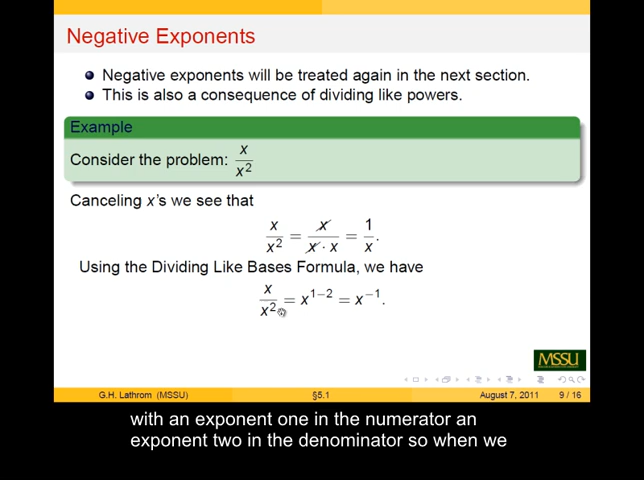 Negative Exponents
Negative exponents will be treated again in the next section.
This is also a consequence of dividing like powers.
Example
Consider the problem: x/x²
Canceling x's we see that
x/x² = x/(x · x) = 1/x.
Using the Dividing Like Bases Formula, we have
x/x² = x¹⁻² = x⁻¹.
MSSU
G.H. Lathrom (MSSU) §5.1 August 7, 2011 9 / 16
with an exponent one in the numerator an
exponent two in the denominator so when we